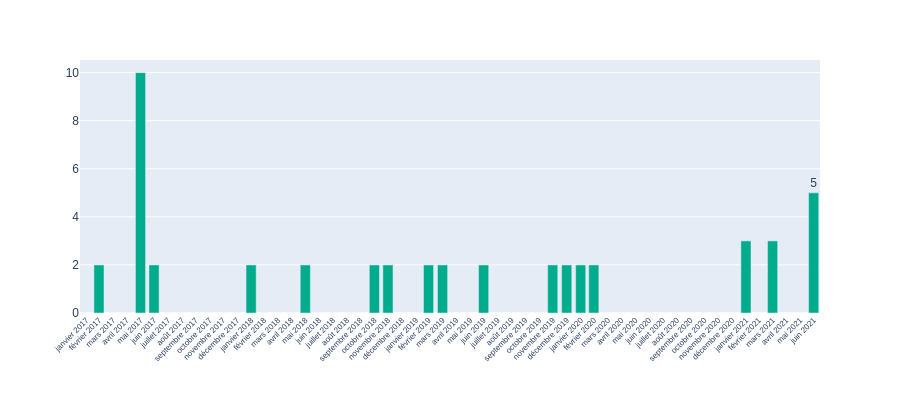 10
8
6
4
2
0
5
janvier 2017
février 2017
mars 2017
avril 2017
mai 2017
juin 2017
juillet 2017
août 2017
septembre 2017
octobre 2017
novembre 2017
décembre 2017
janvier 2018
février 2018
mars 2018
avril 2018
mai 2018
juin 2018
juillet 2018
août 2018
septembre 2018
octobre 2018
novembre 2018
décembre 2018
janvier 2019
février 2019
mars 2019
avril 2019
mai 2019
juin 2019
juillet 2019
août 2019
septembre 2019
octobre 2019
novembre 2019
décembre 2019
janvier 2020
février 2020
mars 2020
avril 2020
mai 2020
juin 2020
juillet 2020
août 2020
septembre 2020
octobre 2020
novembre 2020
décembre 2020
janvier 2021
février 2021
mars 2021
avril 2021
mai 2021
juin 2021